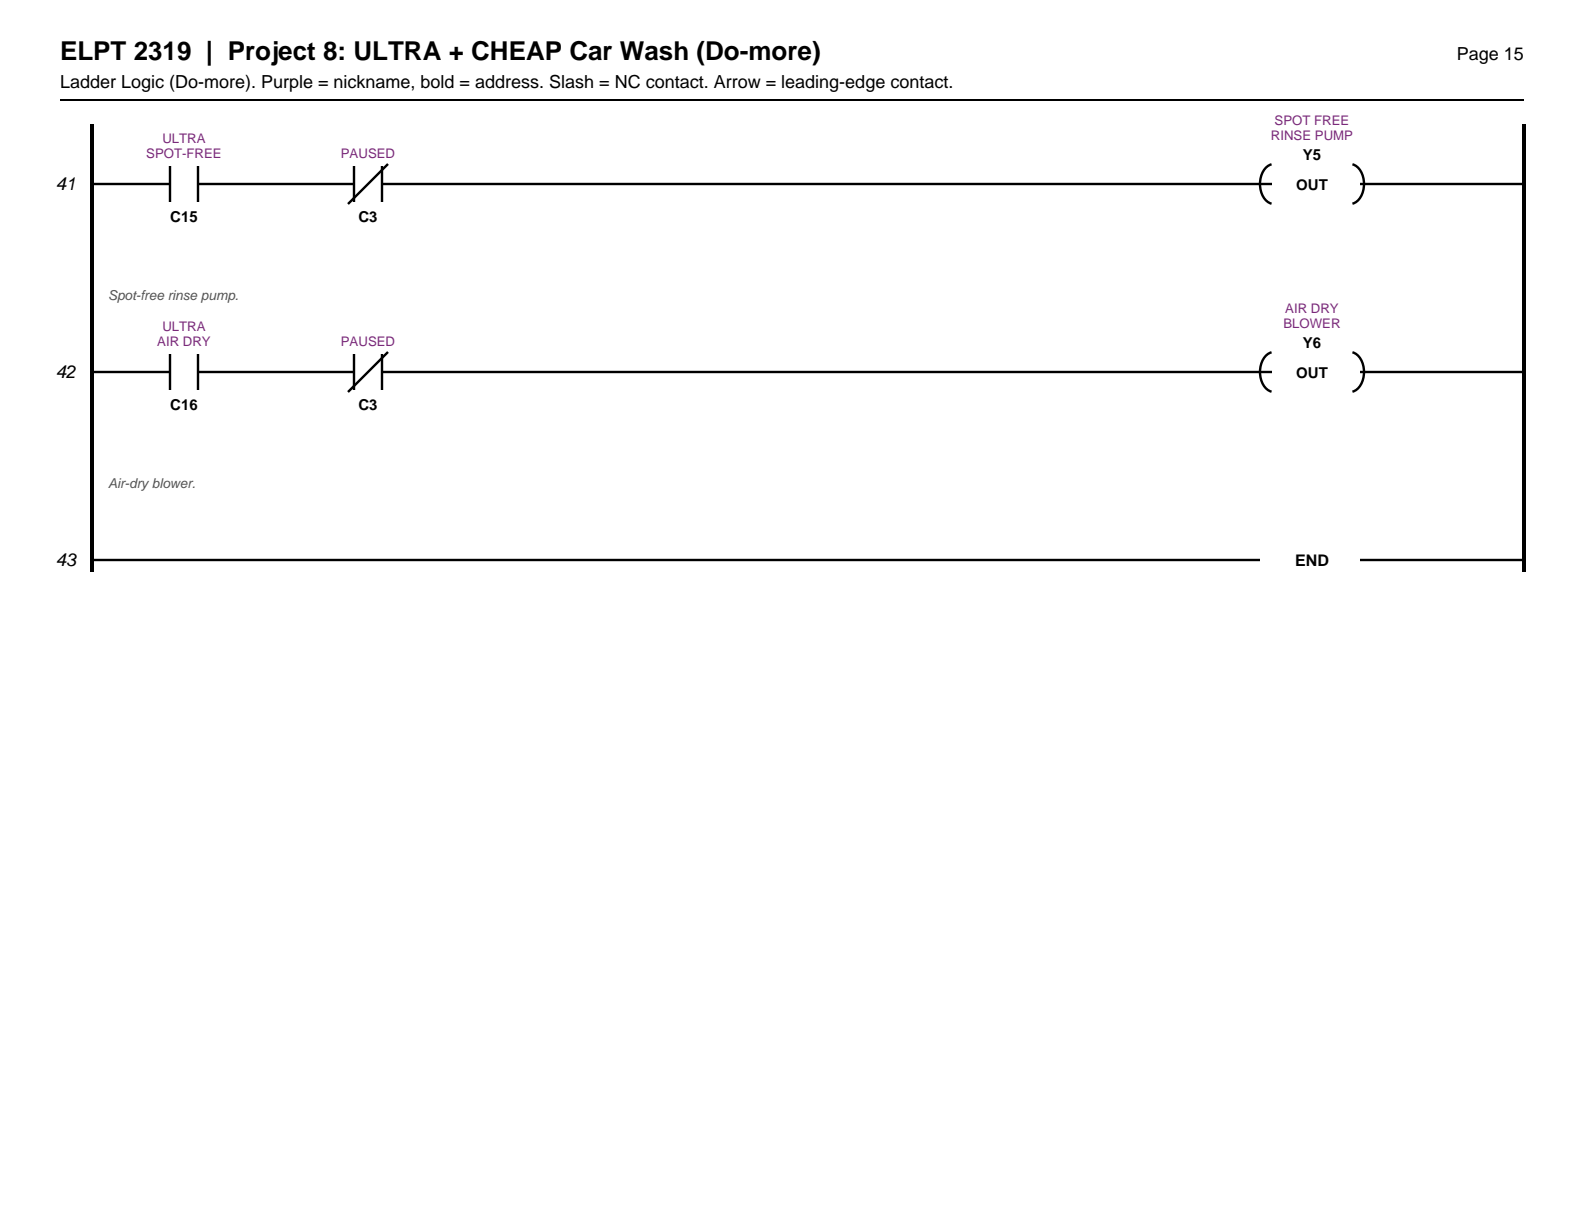 ELPT 2319 | Project 8: ULTRA + CHEAP Car Wash (Do-more)
Page 15
Ladder Logic (Do-more). Purple = nickname, bold = address. Slash = NC contact. Arrow = leading-edge contact.
SPOT FREE
RINSE PUMP
Y5
ULTRA
SPOT-FREE
PAUSED
41
OUT
C15
C3
Spot-free rinse pump.
AIR DRY
BLOWER
Y6
ULTRA
AIR DRY
PAUSED
42
OUT
C16
C3
Air-dry blower.
43
END